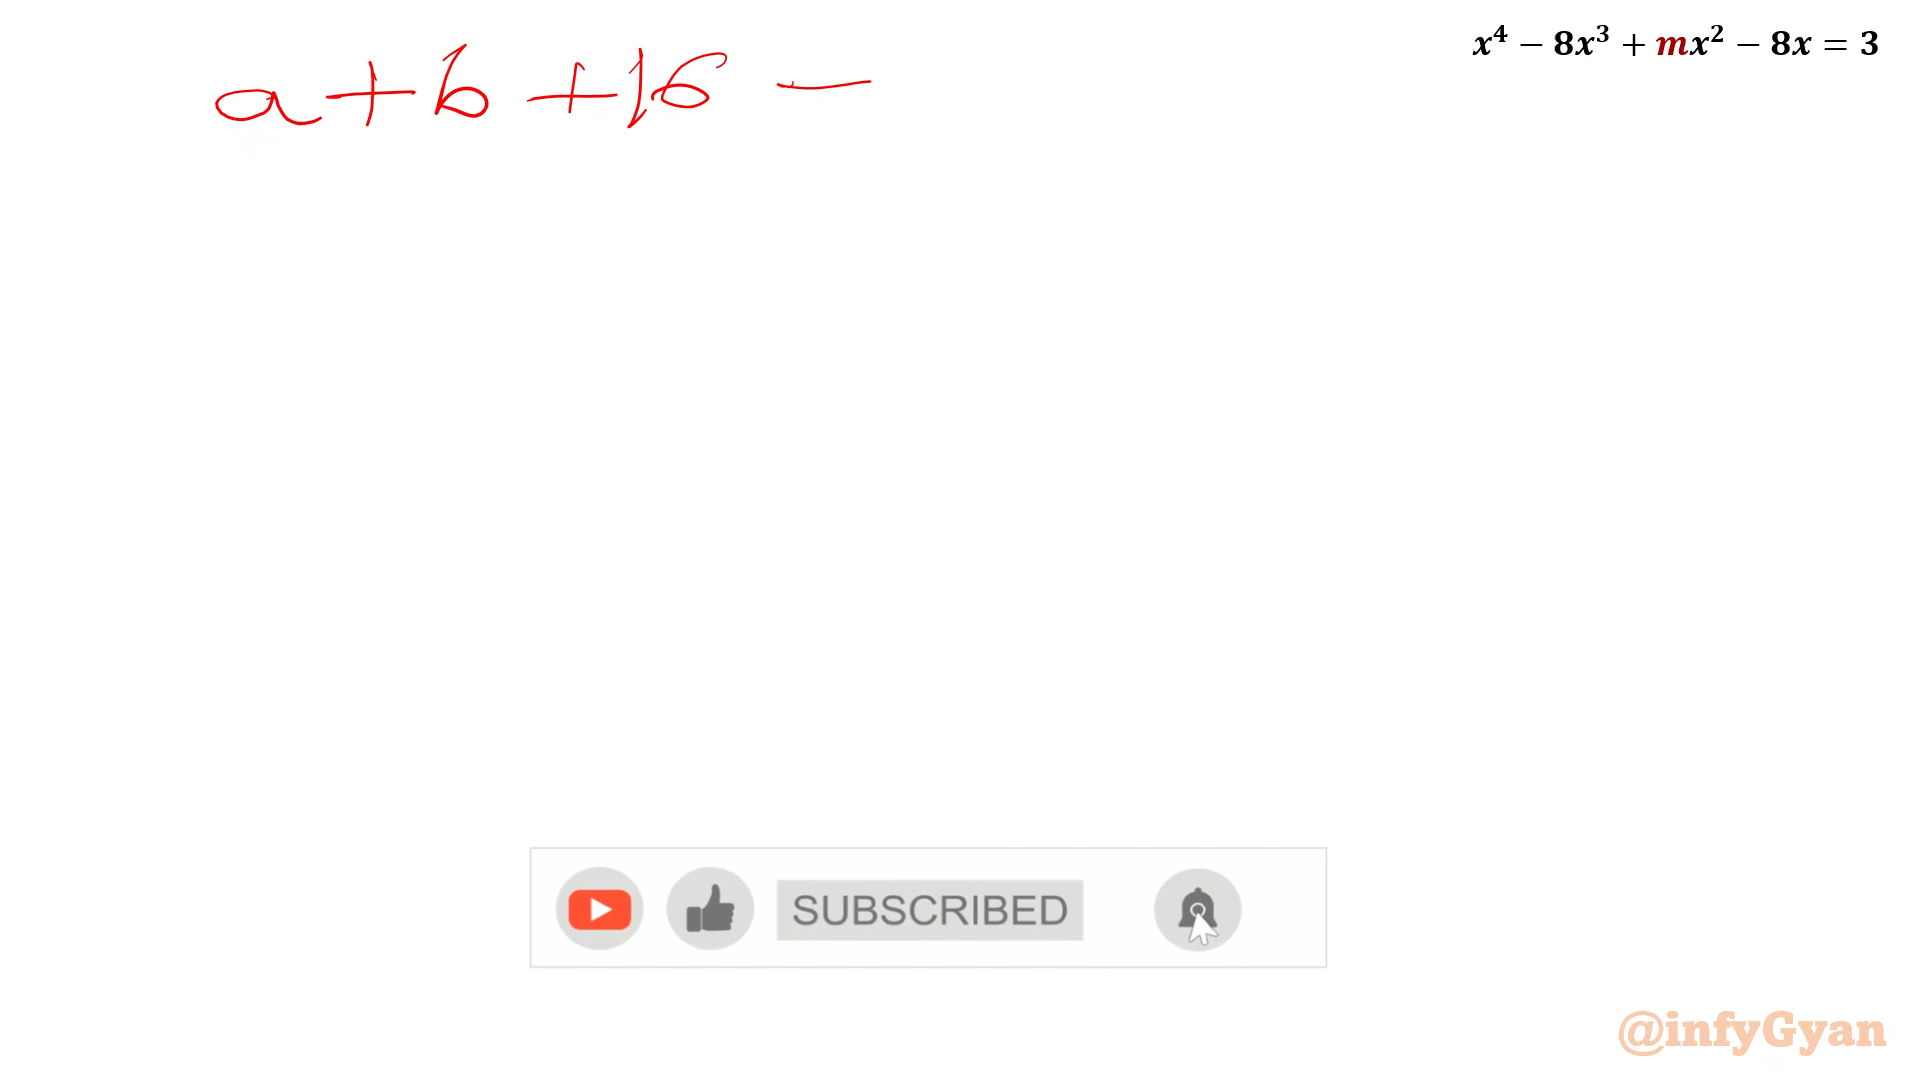 x⁴ − 8x³ + mx² − 8x = 3
a + b + 16 −
SUBSCRIBED
@infyGyan